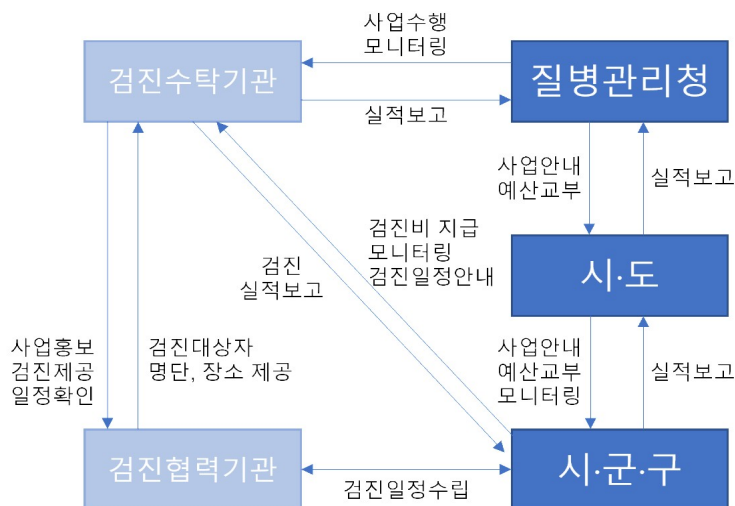 사업수행
모니터링
검진수탁기관
질병관리청
실적보고
사업안내
예산교부
실적보고
검진비 지급
모니터링
검진일정안내
검진
실적보고
시·도
사업홍보
검진제공
일정확인
검진대상자
명단, 장소 제공
사업안내
예산교부
모니터링
실적보고
검진협력기관
시·군·구
검진일정수립